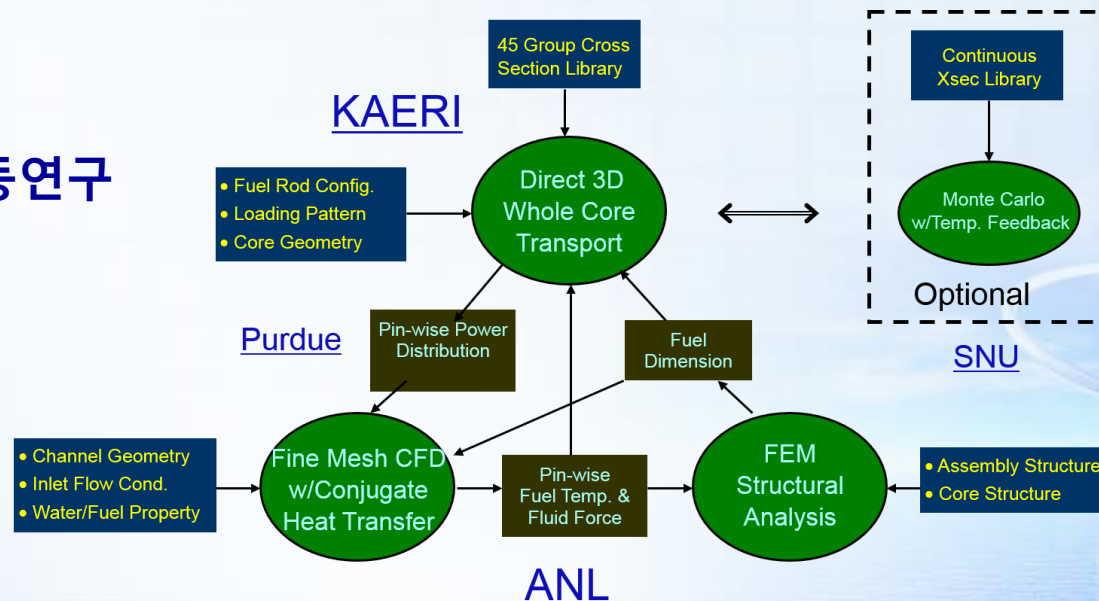 45 Group Cross
Section Library
Continuous
Xsec Library
KAERI
동연구
• Fuel Rod Config.
• Loading Pattern
• Core Geometry
Direct 3D
Whole Core
Transport
Monte Carlo
w/Temp. Feedback
Optional
SNU
Purdue
Pin-wise Power
Distribution
Fuel
Dimension
• Channel Geometry
• Inlet Flow Cond.
• Water/Fuel Property
Fine Mesh CFD
w/Conjugate
Heat Transfer
Pin-wise
Fuel Temp. &
Fluid Force
FEM
Structural
Analysis
• Assembly Structure
• Core Structure
ANL